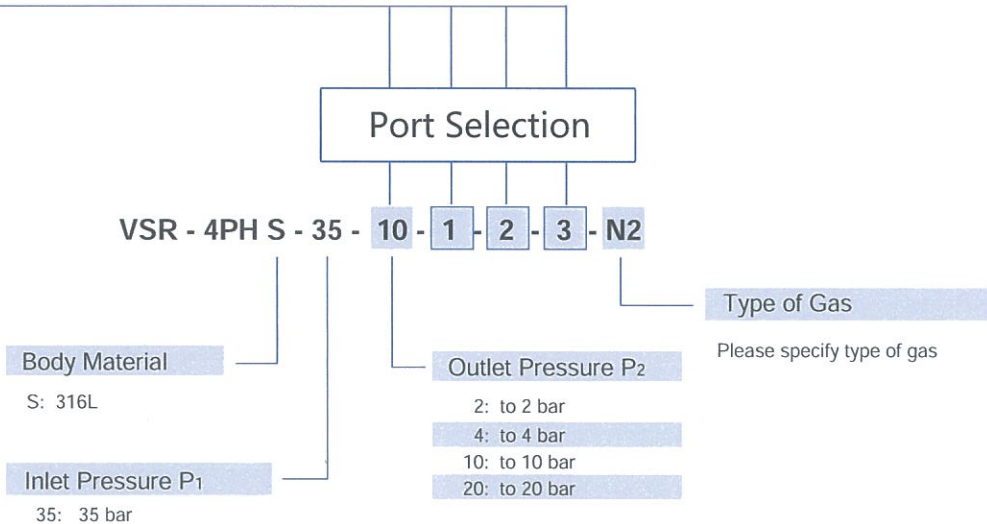 Port Selection
VSR - 4PH S - 35 - 10 - 1 - 2 - 3 - N2
Type of Gas
Please specify type of gas
Body Material
S: 316L
Outlet Pressure P2
2: to 2 bar
4: to 4 bar
10: to 10 bar
20: to 20 bar
Inlet Pressure P1
35: 35 bar